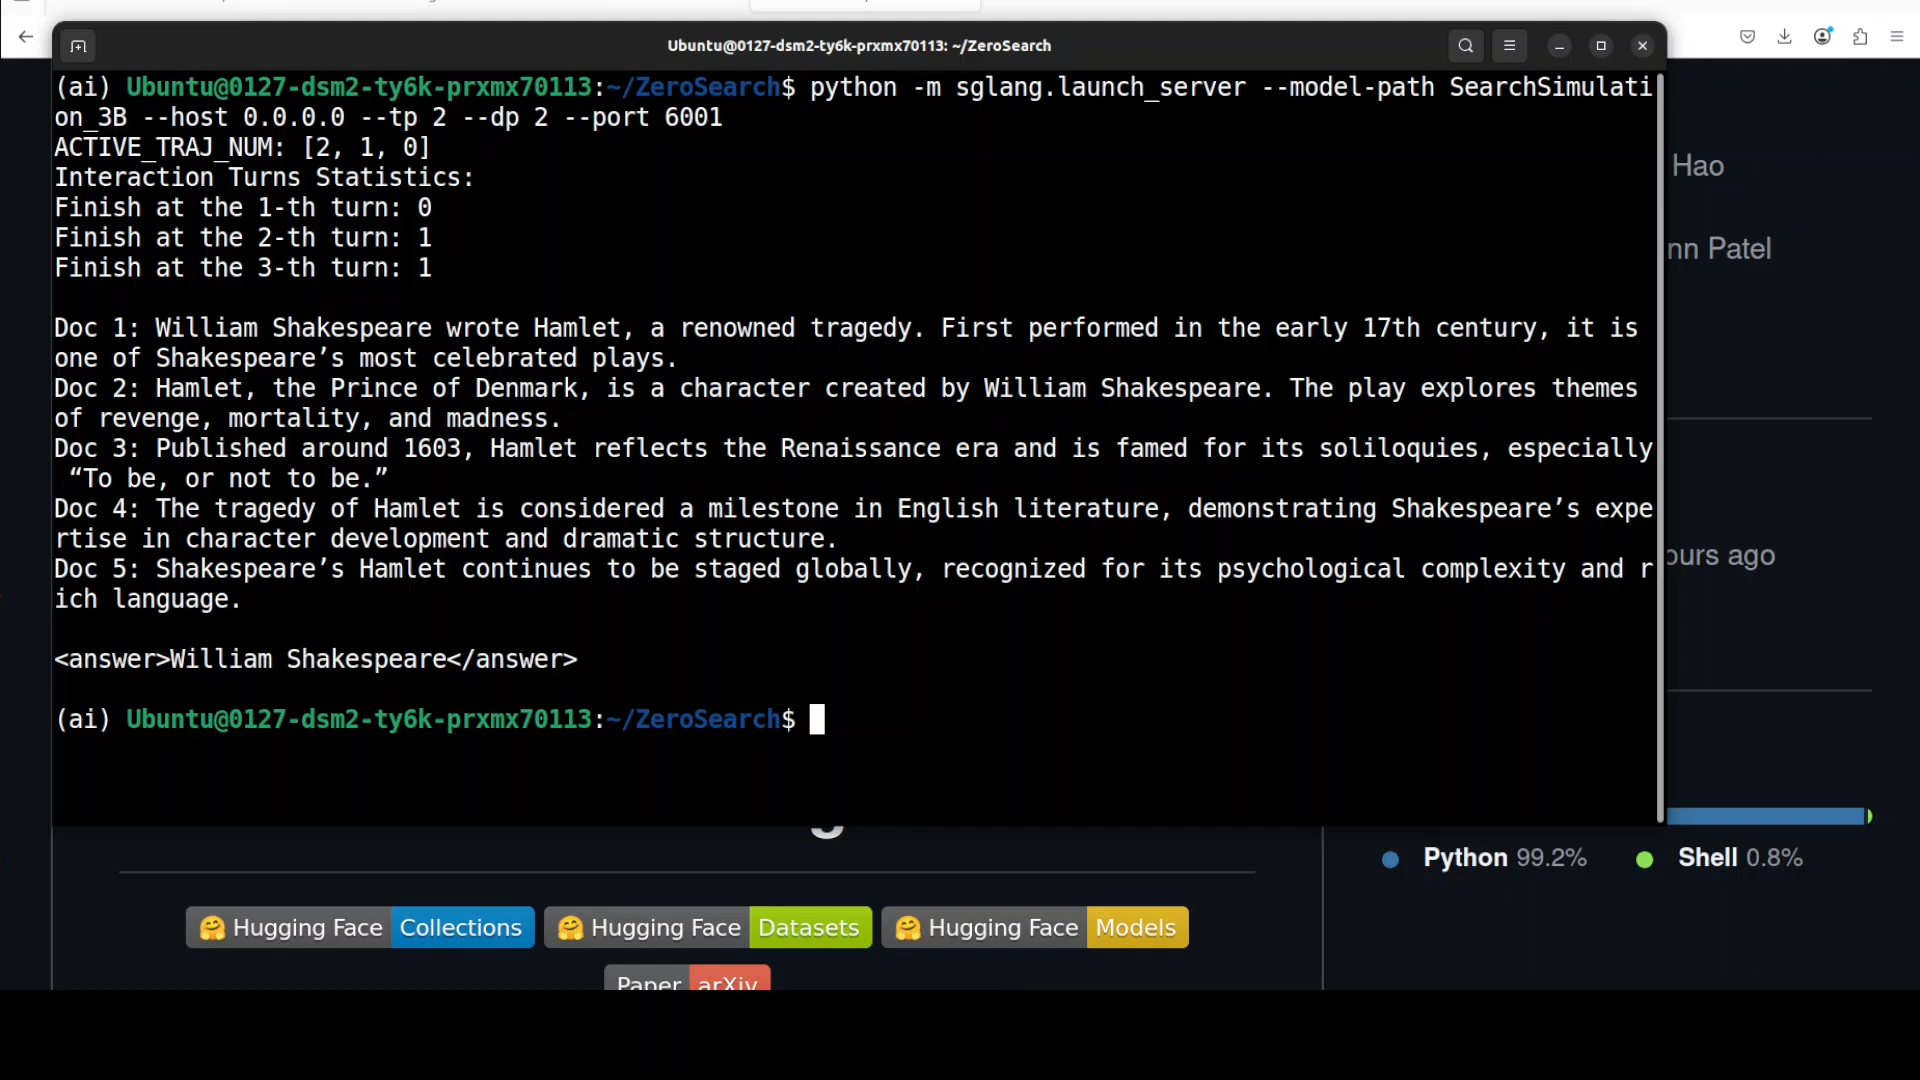 Ubuntu@0127-dsm2-ty6k-prxmx70113: ~/ZeroSearch
(ai) Ubuntu@0127-dsm2-ty6k-prxmx70113:~/ZeroSearch$ python -m sglang.launch_server --model-path SearchSimulati
on_3B --host 0.0.0.0 --tp 2 --dp 2 --port 6001
ACTIVE_TRAJ_NUM: [2, 1, 0]
Interaction Turns Statistics:
Finish at the 1-th turn: 0
Finish at the 2-th turn: 1
Finish at the 3-th turn: 1
Doc 1: William Shakespeare wrote Hamlet, a renowned tragedy. First performed in the early 17th century, it is
one of Shakespeare’s most celebrated plays.
Doc 2: Hamlet, the Prince of Denmark, is a character created by William Shakespeare. The play explores themes
of revenge, mortality, and madness.
Doc 3: Published around 1603, Hamlet reflects the Renaissance era and is famed for its soliloquies, especially
“To be, or not to be.”
Doc 4: The tragedy of Hamlet is considered a milestone in English literature, demonstrating Shakespeare’s expe
rtise in character development and dramatic structure.
Doc 5: Shakespeare’s Hamlet continues to be staged globally, recognized for its psychological complexity and r
ich language.
<answer>William Shakespeare</answer>
(ai) Ubuntu@0127-dsm2-ty6k-prxmx70113:~/ZeroSearch$
Hao
nn Patel
ours ago
Python 99.2% Shell 0.8%
Hugging Face Collections Hugging Face Datasets Hugging Face Models
Paper arXiv